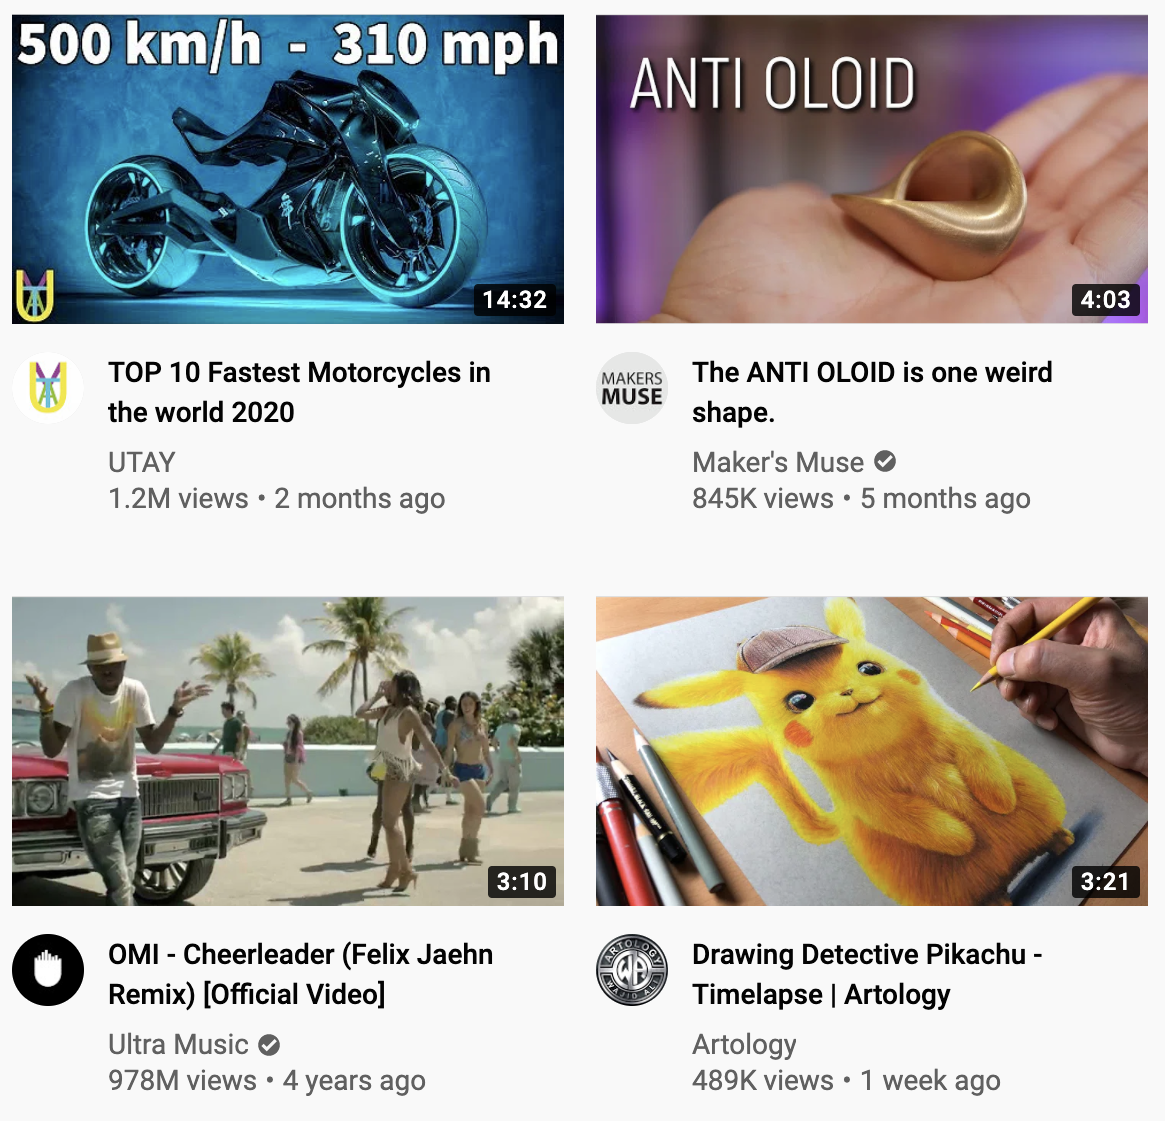 500 km/h - 310 mph
14:32
TOP 10 Fastest Motorcycles in
the world 2020
UTAY
1.2M views • 2 months ago
ANTI OLOID
4:03
MAKERS
MUSE
The ANTI OLOID is one weird
shape.
Maker's Muse
845K views • 5 months ago
3:10
OMI - Cheerleader (Felix Jaehn
Remix) [Official Video]
Ultra Music
978M views • 4 years ago
3:21
ARTOLOGY
WA
WAJID ALI
Drawing Detective Pikachu -
Timelapse | Artology
Artology
489K views • 1 week ago